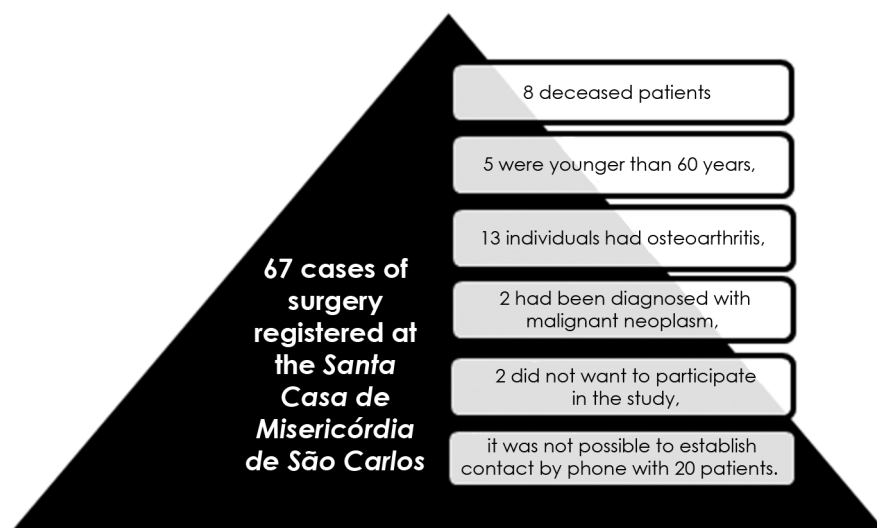 8 deceased patients
5 were younger than 60 years,
13 individuals had osteoarthritis,
2 had been diagnosed with
malignant neoplasm,
2 did not want to participate
in the study,
it was not possible to establish
contact by phone with 20 patients.
67 cases of
surgery
registered at
the Santa
Casa de
Misericórdia
de São Carlos